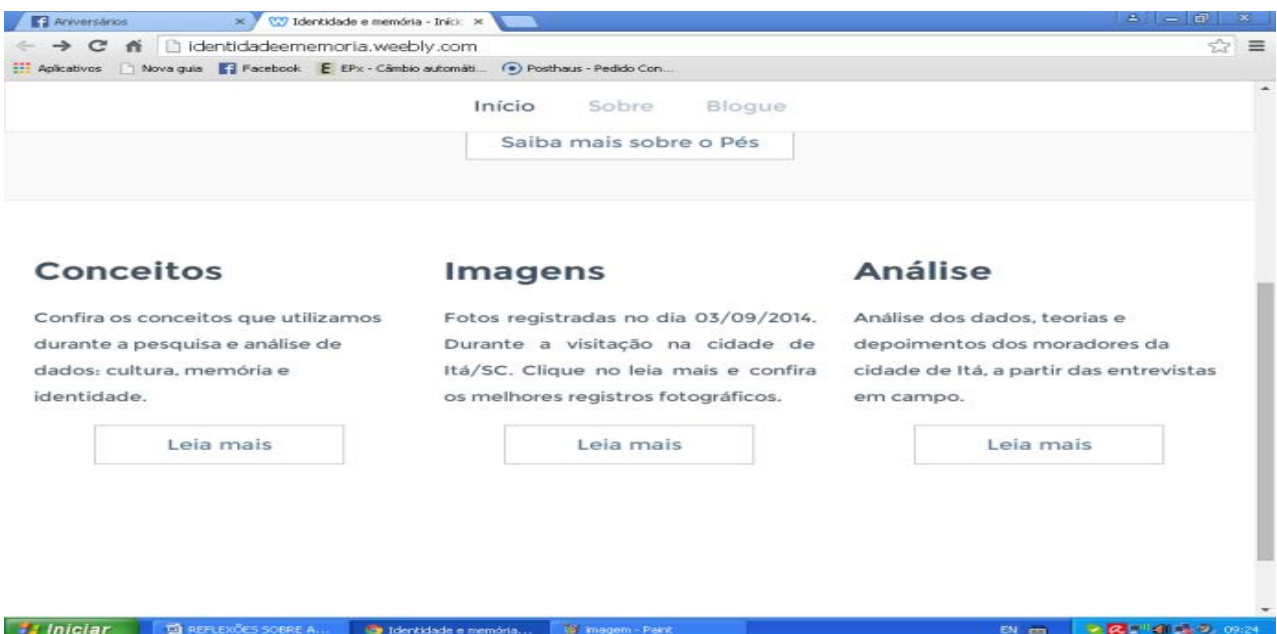 Aniversários
Identidade e memória - Iníc
identidadeememoria.weebly.com
Aplicativos Nova guia Facebook EPx - Câmbio automáti... Posthaus - Pedido Con...
Início Sobre Blogue
Saiba mais sobre o Pés
Conceitos
Confira os conceitos que utilizamos
durante a pesquisa e análise de
dados: cultura, memória e
identidade.
Leia mais
Imagens
Fotos registradas no dia 03/09/2014.
Durante a visitação na cidade de
Itá/SC. Clique no leia mais e confira
os melhores registros fotográficos.
Leia mais
Análise
Análise dos dados, teorias e
depoimentos dos moradores da
cidade de Itá, a partir das entrevistas
em campo.
Leia mais
Iniciar REFLEXÕES SOBRE A... Identidade e memória... imagem - Paint EN 09:24